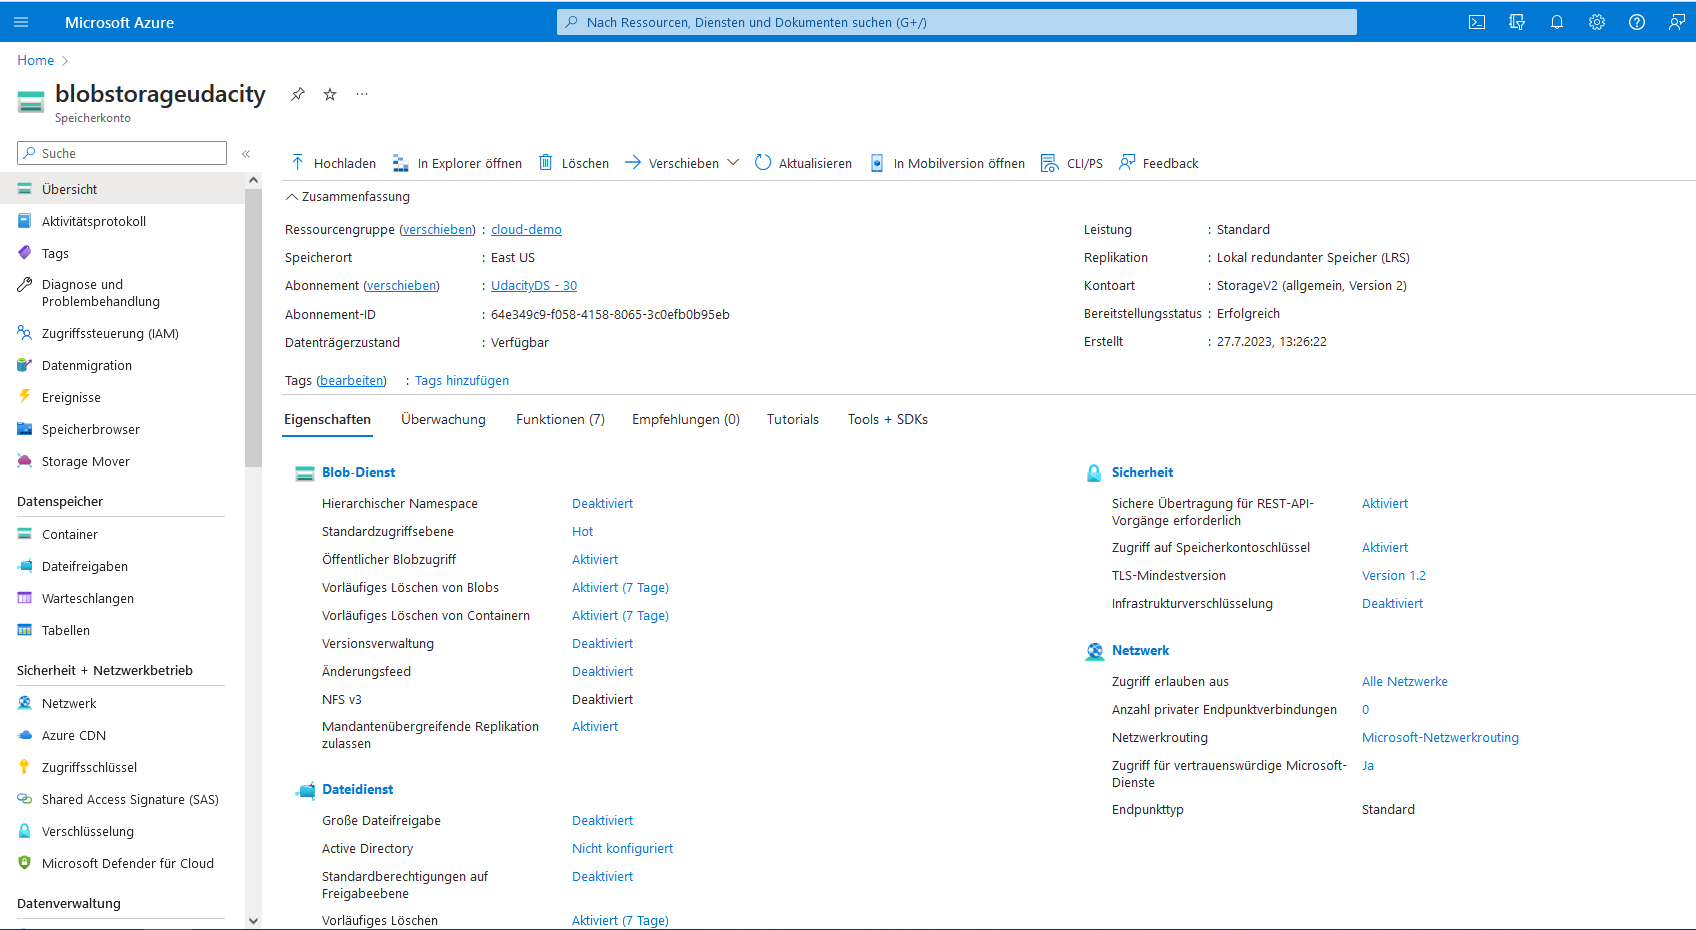 Microsoft Azure
Nach Ressourcen, Diensten und Dokumenten suchen (G+/)
Home
blobstorageudacity
Speicherkonto
Suche
Übersicht
Aktivitätsprotokoll
Tags
Diagnose und
Problembehandlung
Zugriffssteuerung (IAM)
Datenmigration
Ereignisse
Speicherbrowser
Storage Mover
Datenspeicher
Container
Dateifreigaben
Warteschlangen
Tabellen
Sicherheit + Netzwerkbetrieb
Netzwerk
Azure CDN
Zugriffsschlüssel
Shared Access Signature (SAS)
Verschlüsselung
Microsoft Defender für Cloud
Datenverwaltung
Hochladen In Explorer öffnen Löschen Verschieben Aktualisieren In Mobilversion öffnen CLI/PS Feedback
Zusammenfassung
Ressourcengruppe (verschieben) : cloud-demo
Speicherort : East US
Abonnement (verschieben) : UdacityDS - 30
Abonnement-ID : 64e349c9-f058-4158-8065-3c0efb0b95eb
Datenträgerzustand : Verfügbar
Leistung : Standard
Replikation : Lokal redundanter Speicher (LRS)
Kontoart : StorageV2 (allgemein, Version 2)
Bereitstellungsstatus : Erfolgreich
Erstellt : 27.7.2023, 13:26:22
Tags (bearbeiten) : Tags hinzufügen
Eigenschaften Überwachung Funktionen (7) Empfehlungen (0) Tutorials Tools + SDKs
Blob-Dienst
Hierarchischer Namespace Deaktiviert
Standardzugriffsebene Hot
Öffentlicher Blobzugriff Aktiviert
Vorläufiges Löschen von Blobs Aktiviert (7 Tage)
Vorläufiges Löschen von Containern Aktiviert (7 Tage)
Versionsverwaltung Deaktiviert
Änderungsfeed Deaktiviert
NFS v3 Deaktiviert
Mandantenübergreifende Replikation Aktiviert
zulassen
Dateidienst
Große Dateifreigabe Deaktiviert
Active Directory Nicht konfiguriert
Standardberechtigungen auf Deaktiviert
Freigabeebene
Vorläufiges Löschen Aktiviert (7 Tage)
Sicherheit
Sichere Übertragung für REST-API- Aktiviert
Vorgänge erforderlich
Zugriff auf Speicherkontoschlüssel Aktiviert
TLS-Mindestversion Version 1.2
Infrastrukturverschlüsselung Deaktiviert
Netzwerk
Zugriff erlauben aus Alle Netzwerke
Anzahl privater Endpunktverbindungen 0
Netzwerkrouting Microsoft-Netzwerkrouting
Zugriff für vertrauenswürdige Microsoft- Ja
Dienste
Endpunkttyp Standard